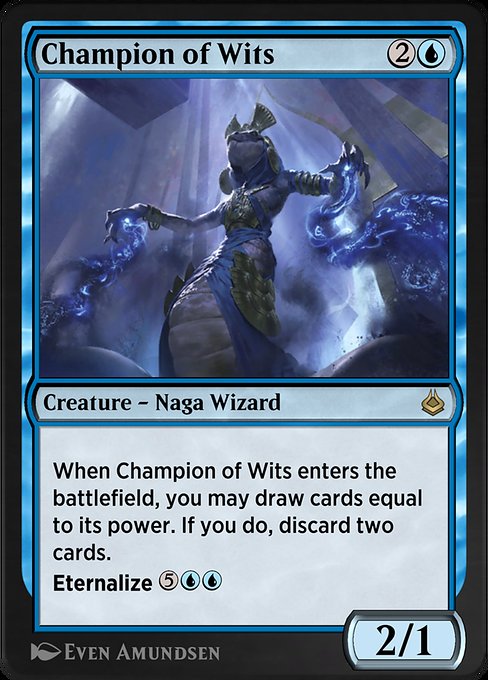 Champion of Wits 2
Creature – Naga Wizard
When Champion of Wits enters the
battlefield, you may draw cards equal
to its power. If you do, discard two
cards.
Eternalize 5
2/1
Even Amundsen